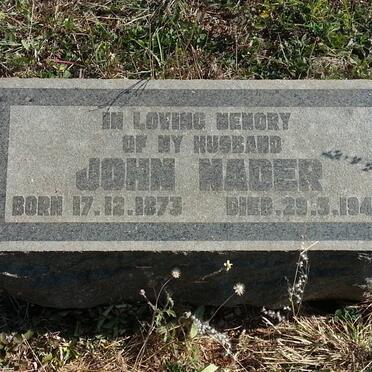 IN LOVING MEMORY
OF MY HUSBAND
JOHN NADER
BORN 17.12.1873 DIED. 29.3.194